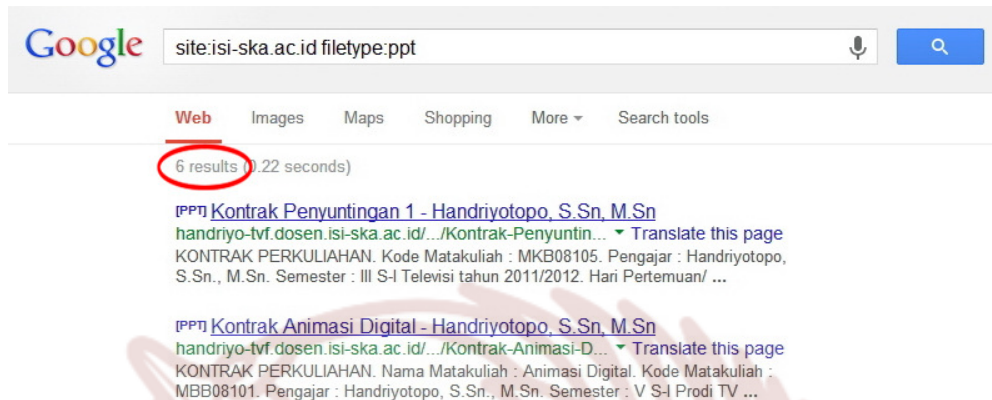 Google site:isi-ska.ac.id filetype:ppt
Web Images Maps Shopping More Search tools
6 results (0.22 seconds)
[PPT] Kontrak Penyuntingan 1 - Handriyotopo, S.Sn, M.Sn
handriyo-tvf.dosen.isi-ska.ac.id/.../Kontrak-Penyuntin... Translate this page
KONTRAK PERKULIAHAN. Kode Matakuliah : MKB08105. Pengajar : Handriyotopo,
S.Sn., M.Sn. Semester : III S-I Televisi tahun 2011/2012. Hari Pertemuan/ ...
[PPT] Kontrak Animasi Digital - Handriyotopo, S.Sn, M.Sn
handriyo-tvf.dosen.isi-ska.ac.id/.../Kontrak-Animasi-D... Translate this page
KONTRAK PERKULIAHAN. Nama Matakuliah : Animasi Digital. Kode Matakuliah :
MBB08101. Pengajar : Handriyotopo, S.Sn., M.Sn. Semester : V S-I Prodi TV ...